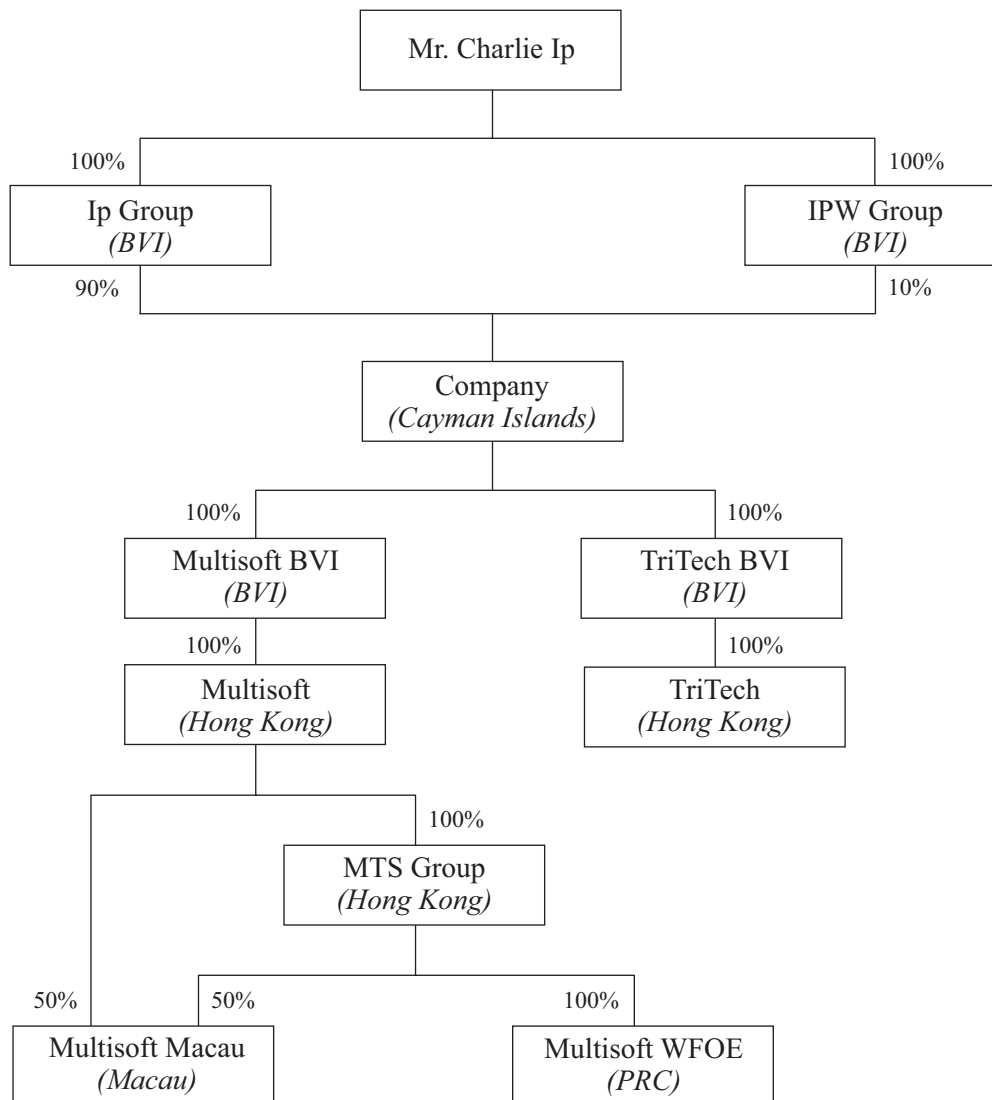 Mr. Charlie Ip
100%
100%
Ip Group
(BVI)
IPW Group
(BVI)
90%
10%
Company
(Cayman Islands)
100%
100%
Multisoft BVI
(BVI)
TriTech BVI
(BVI)
100%
100%
Multisoft
(Hong Kong)
TriTech
(Hong Kong)
100%
MTS Group
(Hong Kong)
50%
50%
100%
Multisoft Macau
(Macau)
Multisoft WFOE
(PRC)